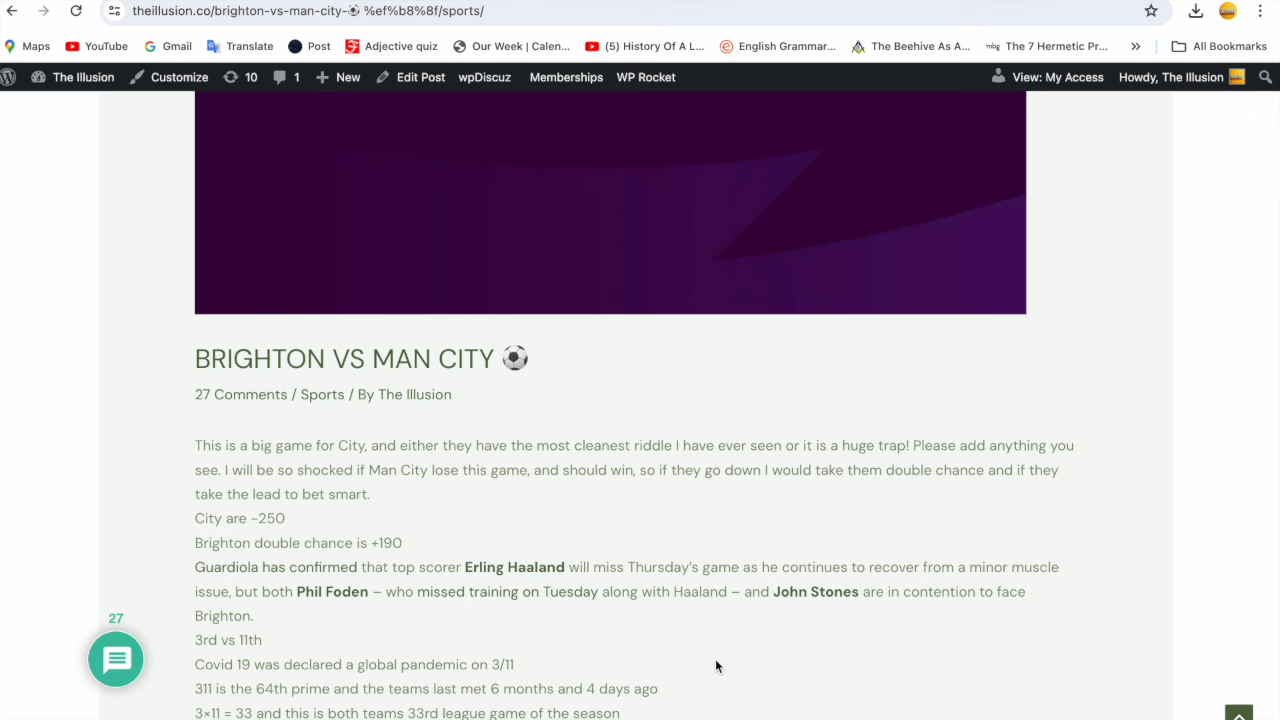 theillusion.co/brighton-vs-man-city-⚽ %ef%b8%8f/sports/
Maps YouTube Gmail Translate Post Adjective quiz Our Week | Calen... (5) History Of A L... English Grammar... The Beehive As A... The 7 Hermetic Pr... » All Bookmarks
The Illusion Customize 10 1 New Edit Post wpDiscuz Memberships WP Rocket View: My Access Howdy, The Illusion
BRIGHTON VS MAN CITY ⚽
27 Comments / Sports / By The Illusion
This is a big game for City, and either they have the most cleanest riddle I have ever seen or it is a huge trap! Please add anything you
see. I will be so shocked if Man City lose this game, and should win, so if they go down I would take them double chance and if they
take the lead to bet smart.
City are -250
Brighton double chance is +190
Guardiola has confirmed that top scorer Erling Haaland will miss Thursday's game as he continues to recover from a minor muscle
issue, but both Phil Foden – who missed training on Tuesday along with Haaland – and John Stones are in contention to face
Brighton.
27
3rd vs 11th
Covid 19 was declared a global pandemic on 3/11
311 is the 64th prime and the teams last met 6 months and 4 days ago
3×11 = 33 and this is both teams 33rd league game of the season